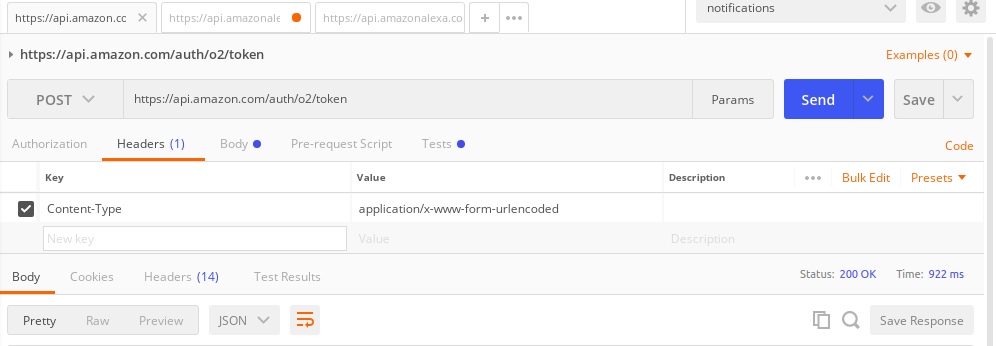 https://api.amazon.cc https://api.amazonale https://api.amazonalexa.co notifications
https://api.amazon.com/auth/o2/token Examples (0)
POST https://api.amazon.com/auth/o2/token Params Send Save
Authorization Headers (1) Body Pre-request Script Tests Code
Key Value Description Bulk Edit Presets
Content-Type application/x-www-form-urlencoded
New key Value Description
Body Cookies Headers (14) Test Results Status: 200 OK Time: 922 ms
Pretty Raw Preview JSON Save Response